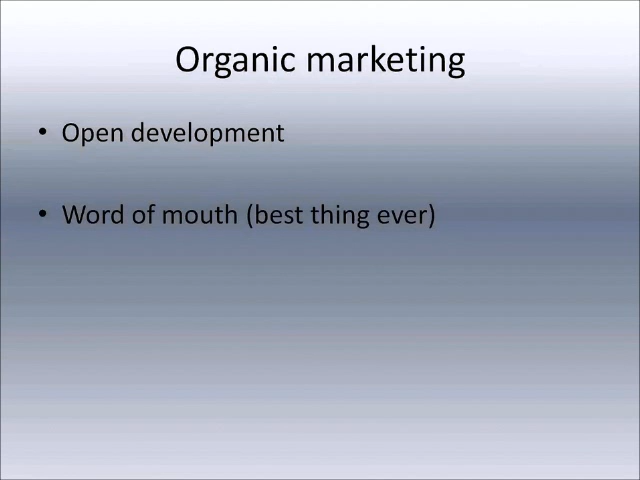 Organic marketing
• Open development
• Word of mouth (best thing ever)